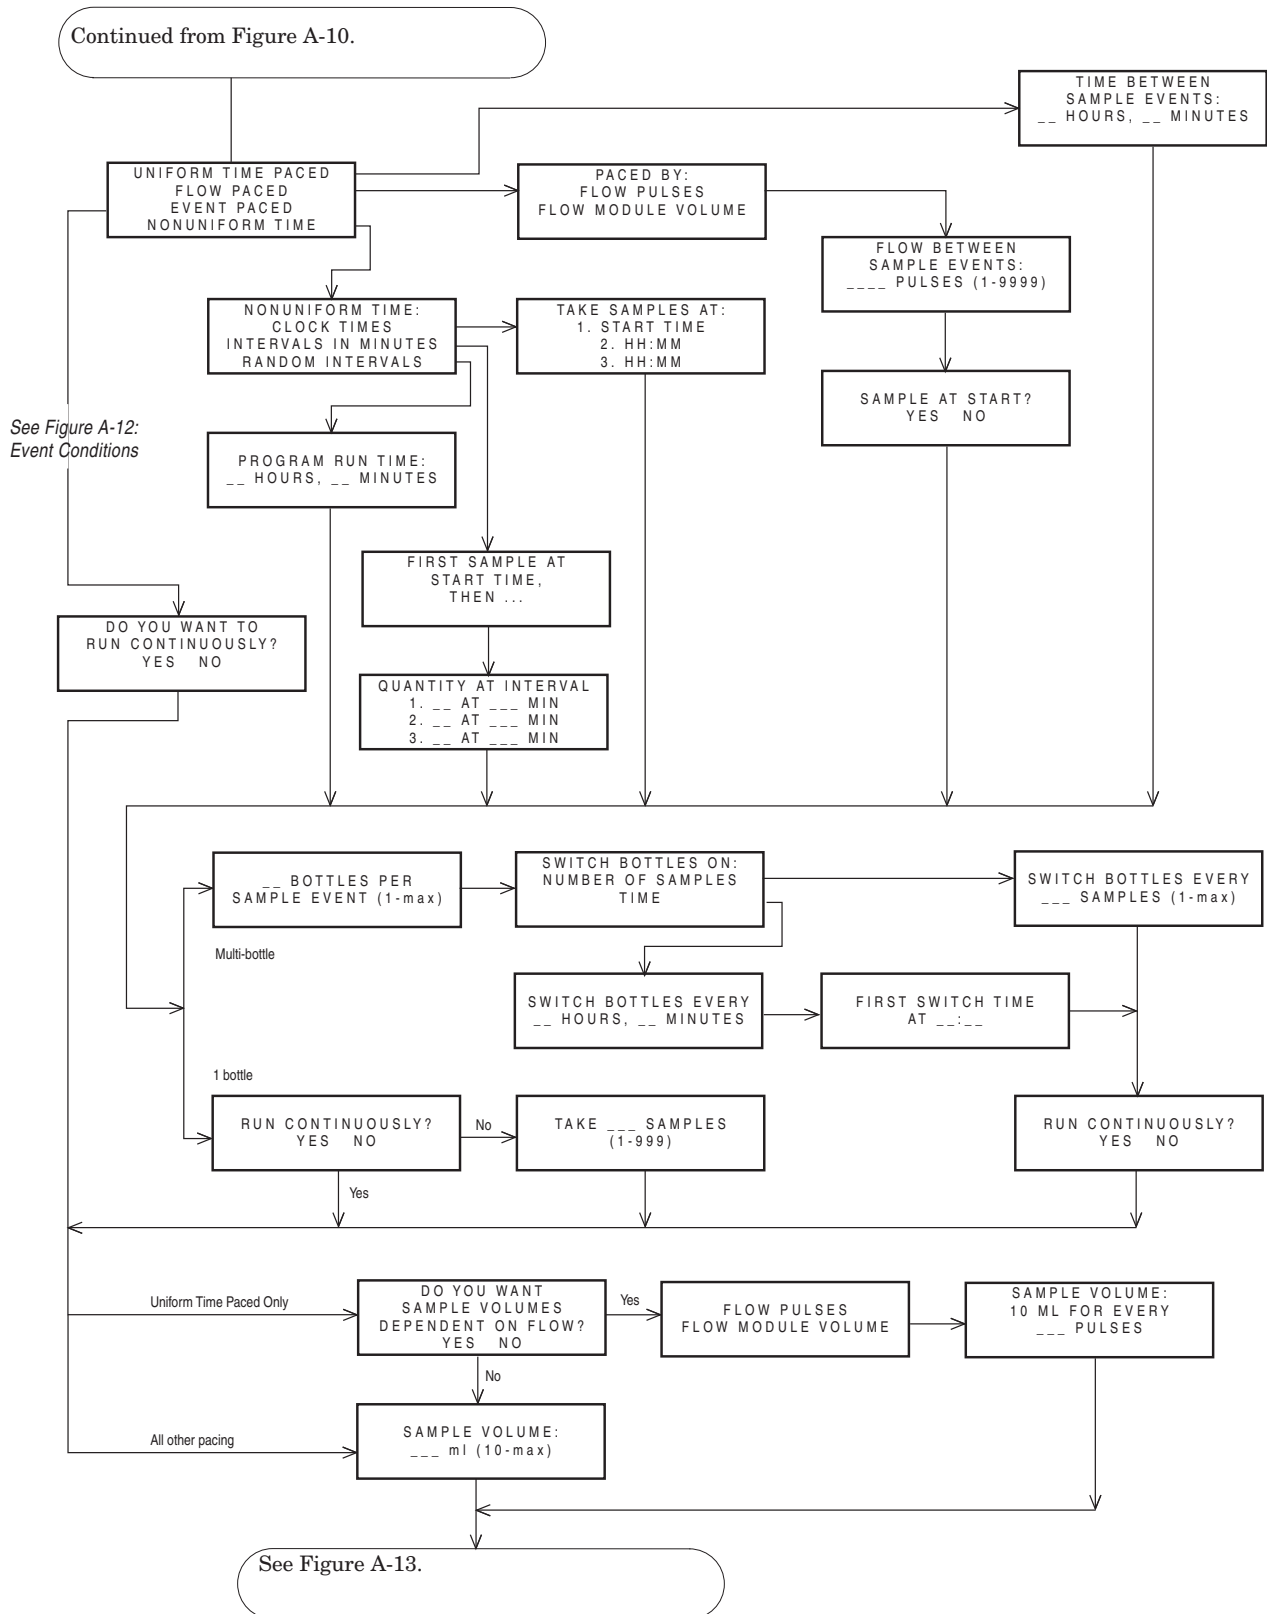 Continued from Figure A-10.
TIME BETWEEN
SAMPLE EVENTS:
__ HOURS, __ MINUTES
UNIFORM TIME PACED
FLOW PACED
EVENT PACED
NONUNIFORM TIME
PACED BY:
FLOW PULSES
FLOW MODULE VOLUME
FLOW BETWEEN
SAMPLE EVENTS:
____ PULSES (1-9999)
NONUNIFORM TIME:
CLOCK TIMES
INTERVALS IN MINUTES
RANDOM INTERVALS
TAKE SAMPLES AT:
1. START TIME
2. HH:MM
3. HH:MM
SAMPLE AT START?
YES NO
See Figure A-12:
Event Conditions
PROGRAM RUN TIME:
__ HOURS, __ MINUTES
FIRST SAMPLE AT
START TIME,
THEN ...
DO YOU WANT TO
RUN CONTINUOUSLY?
YES NO
QUANTITY AT INTERVAL
1. __ AT ___ MIN
2. __ AT ___ MIN
3. __ AT ___ MIN
__ BOTTLES PER
SAMPLE EVENT (1-max)
SWITCH BOTTLES ON:
NUMBER OF SAMPLES
TIME
SWITCH BOTTLES EVERY
___ SAMPLES (1-max)
Multi-bottle
SWITCH BOTTLES EVERY
__ HOURS, __ MINUTES
FIRST SWITCH TIME
AT __:__
1 bottle
RUN CONTINUOUSLY?
YES NO
No
TAKE ___ SAMPLES
(1-999)
RUN CONTINUOUSLY?
YES NO
Yes
Uniform Time Paced Only
DO YOU WANT
SAMPLE VOLUMES
DEPENDENT ON FLOW?
YES NO
Yes
FLOW PULSES
FLOW MODULE VOLUME
SAMPLE VOLUME:
10 ML FOR EVERY
___ PULSES
No
All other pacing
SAMPLE VOLUME:
___ ml (10-max)
See Figure A-13.